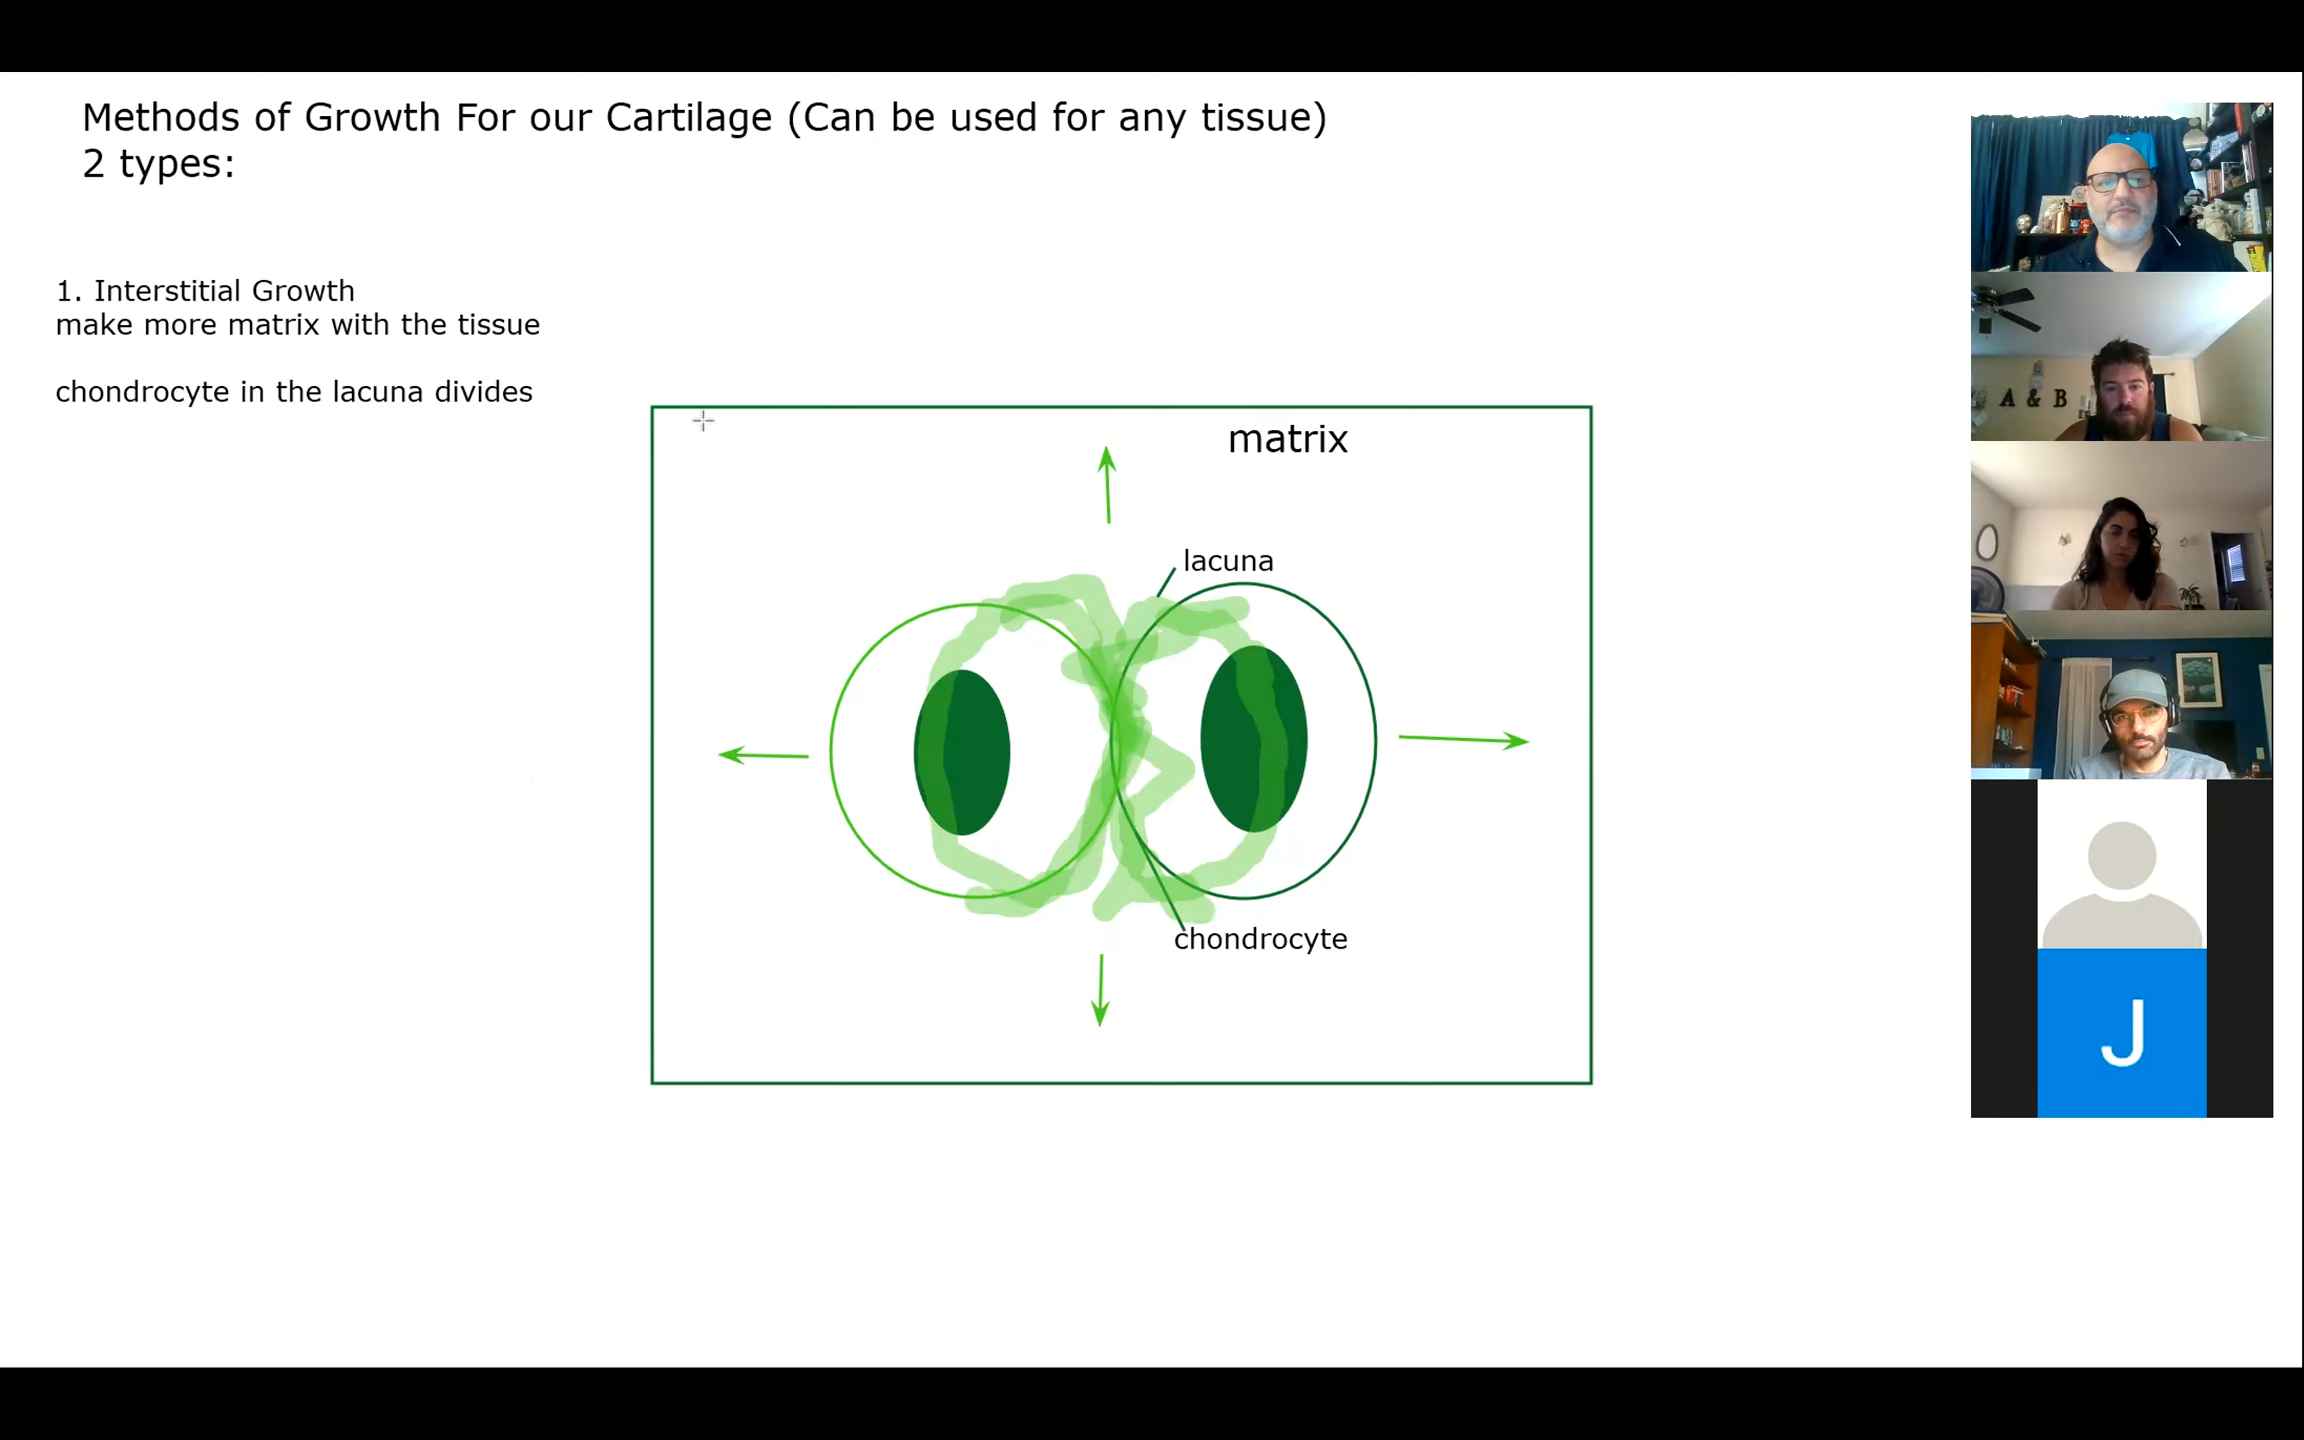 Methods of Growth For our Cartilage (Can be used for any tissue)
2 types:
1. Interstitial Growth
make more matrix with the tissue
chondrocyte in the lacuna divides
matrix
lacuna
chondrocyte
A & B
J